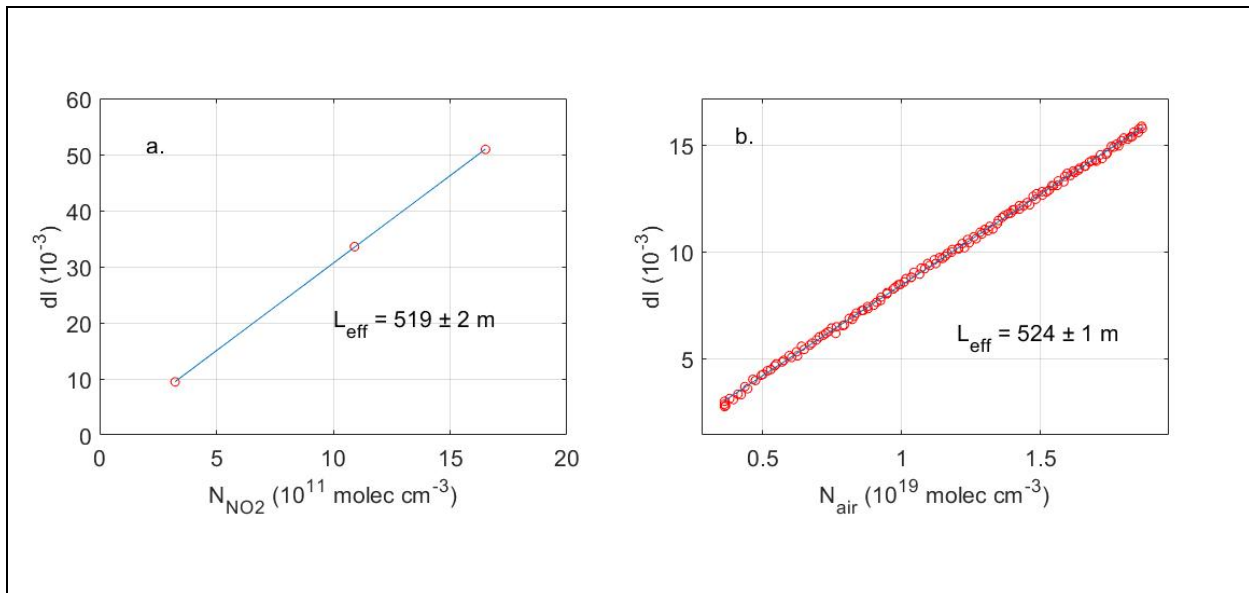 60
50
40
30
20
10
0
dI (10⁻³)
a.
L_eff = 519 ± 2 m
0 5 10 15 20
N_NO2 (10¹¹ molec cm⁻³)
15
10
5
dI (10⁻³)
b.
L_eff = 524 ± 1 m
0.5 1 1.5
N_air (10¹⁹ molec cm⁻³)